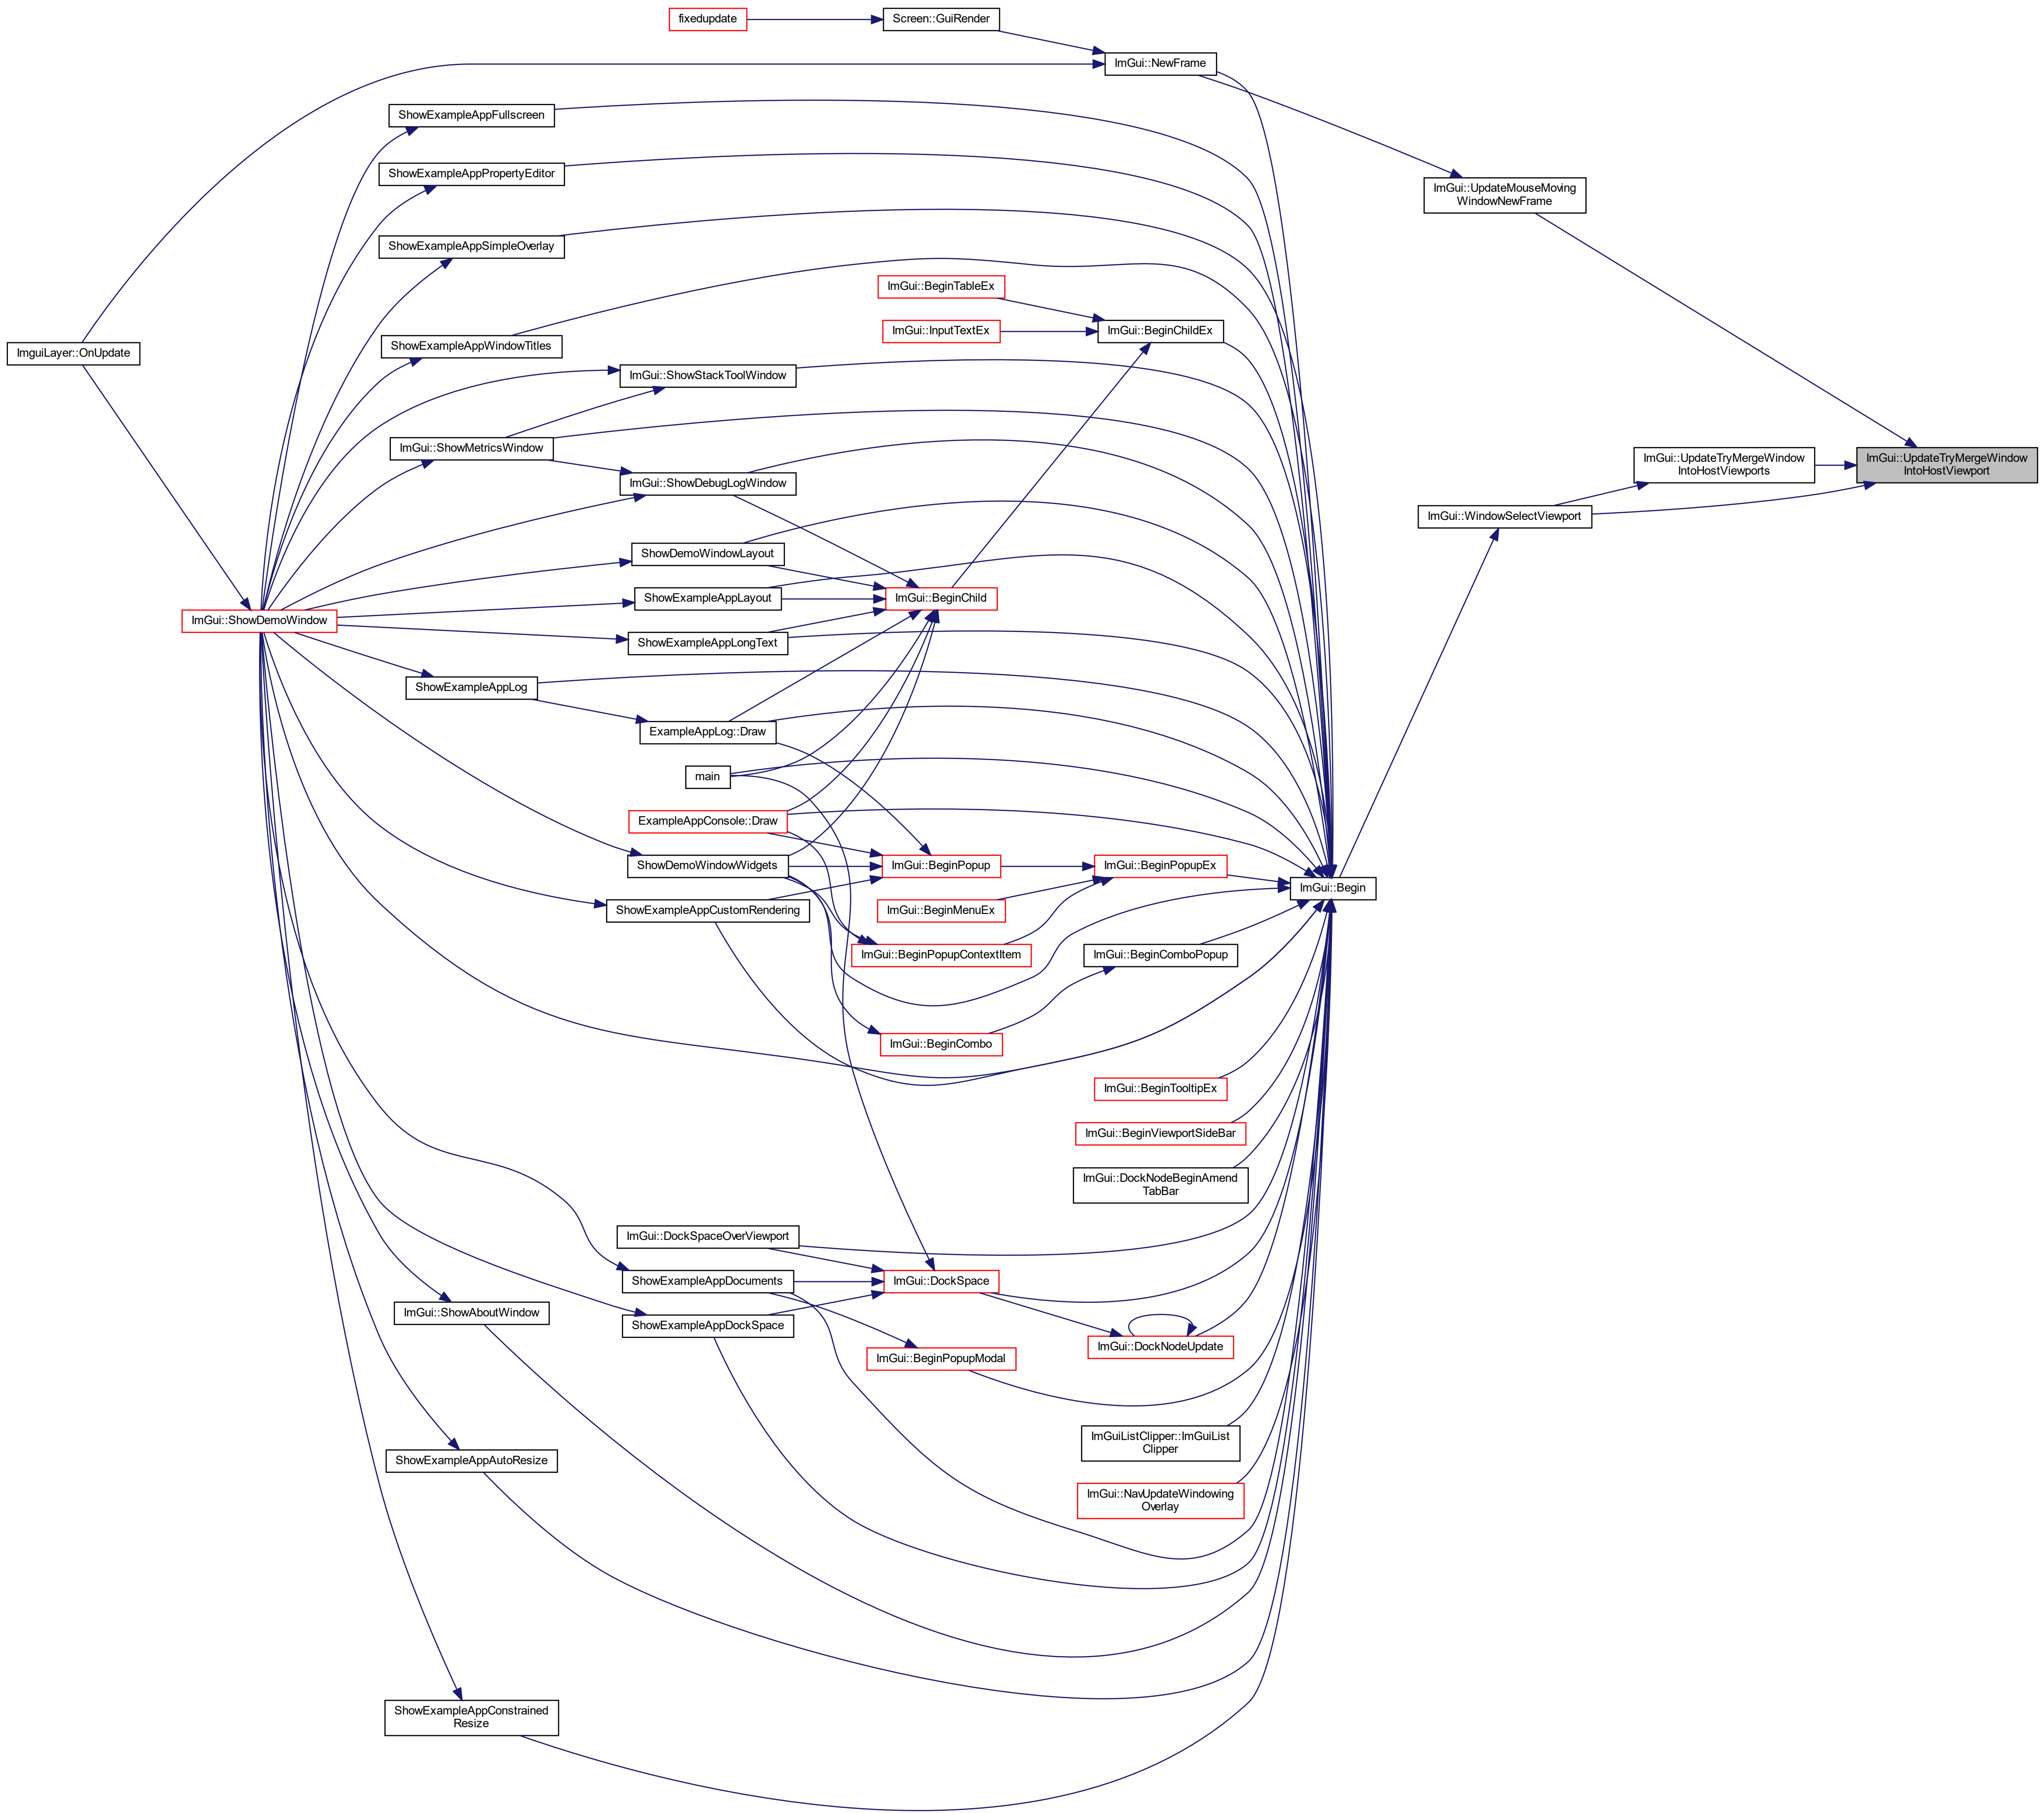 fixedupdate
Screen::GuiRender
ImGui::NewFrame
ShowExampleAppFullscreen
ShowExampleAppPropertyEditor
ImGui::UpdateMouseMoving
WindowNewFrame
ShowExampleAppSimpleOverlay
ImGui::BeginTableEx
ImGui::InputTextEx
ImGui::BeginChildEx
ImguiLayer::OnUpdate
ShowExampleAppWindowTitles
ImGui::ShowStackToolWindow
ImGui::ShowMetricsWindow
ImGui::UpdateTryMergeWindow
IntoHostViewports
ImGui::UpdateTryMergeWindow
IntoHostViewport
ImGui::ShowDebugLogWindow
ImGui::WindowSelectViewport
ShowDemoWindowLayout
ShowExampleAppLayout
ImGui::BeginChild
ImGui::ShowDemoWindow
ShowExampleAppLongText
ShowExampleAppLog
ExampleAppLog::Draw
main
ExampleAppConsole::Draw
ShowDemoWindowWidgets
ImGui::BeginPopup
ImGui::BeginPopupEx
ImGui::Begin
ShowExampleAppCustomRendering
ImGui::BeginMenuEx
ImGui::BeginPopupContextItem
ImGui::BeginComboPopup
ImGui::BeginCombo
ImGui::BeginTooltipEx
ImGui::BeginViewportSideBar
ImGui::DockNodeBeginAmend
TabBar
ImGui::DockSpaceOverViewport
ShowExampleAppDocuments
ImGui::DockSpace
ImGui::ShowAboutWindow
ShowExampleAppDockSpace
ImGui::DockNodeUpdate
ImGui::BeginPopupModal
ImGuiListClipper::ImGuiList
Clipper
ShowExampleAppAutoResize
ImGui::NavUpdateWindowing
Overlay
ShowExampleAppConstrained
Resize